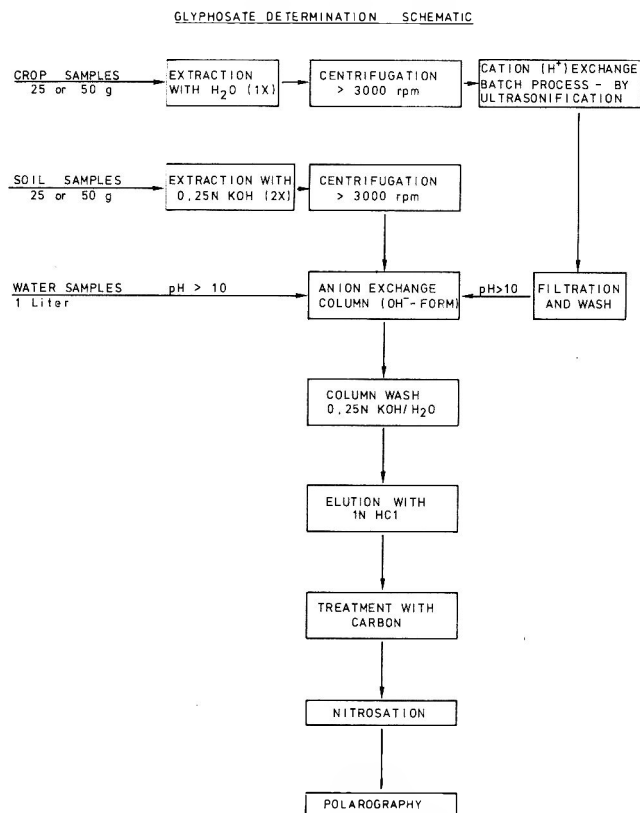 GLYPHOSATE DETERMINATION SCHEMATIC
CROP SAMPLES
25 or 50 g
EXTRACTION
WITH H₂O (1X)
CENTRIFUGATION
> 3000 rpm
CATION (H⁺) EXCHANGE
BATCH PROCESS - BY
ULTRASONIFICATION
SOIL SAMPLES
25 or 50 g
EXTRACTION WITH
0,25N KOH (2X)
CENTRIFUGATION
> 3000 rpm
WATER SAMPLES pH > 10
1 Liter
ANION EXCHANGE
COLUMN (OH⁻-FORM)
pH>10
FILTRATION
AND WASH
COLUMN WASH
0,25N KOH/H₂O
ELUTION WITH
1N HCl
TREATMENT WITH
CARBON
NITROSATION
POLAROGRAPHY